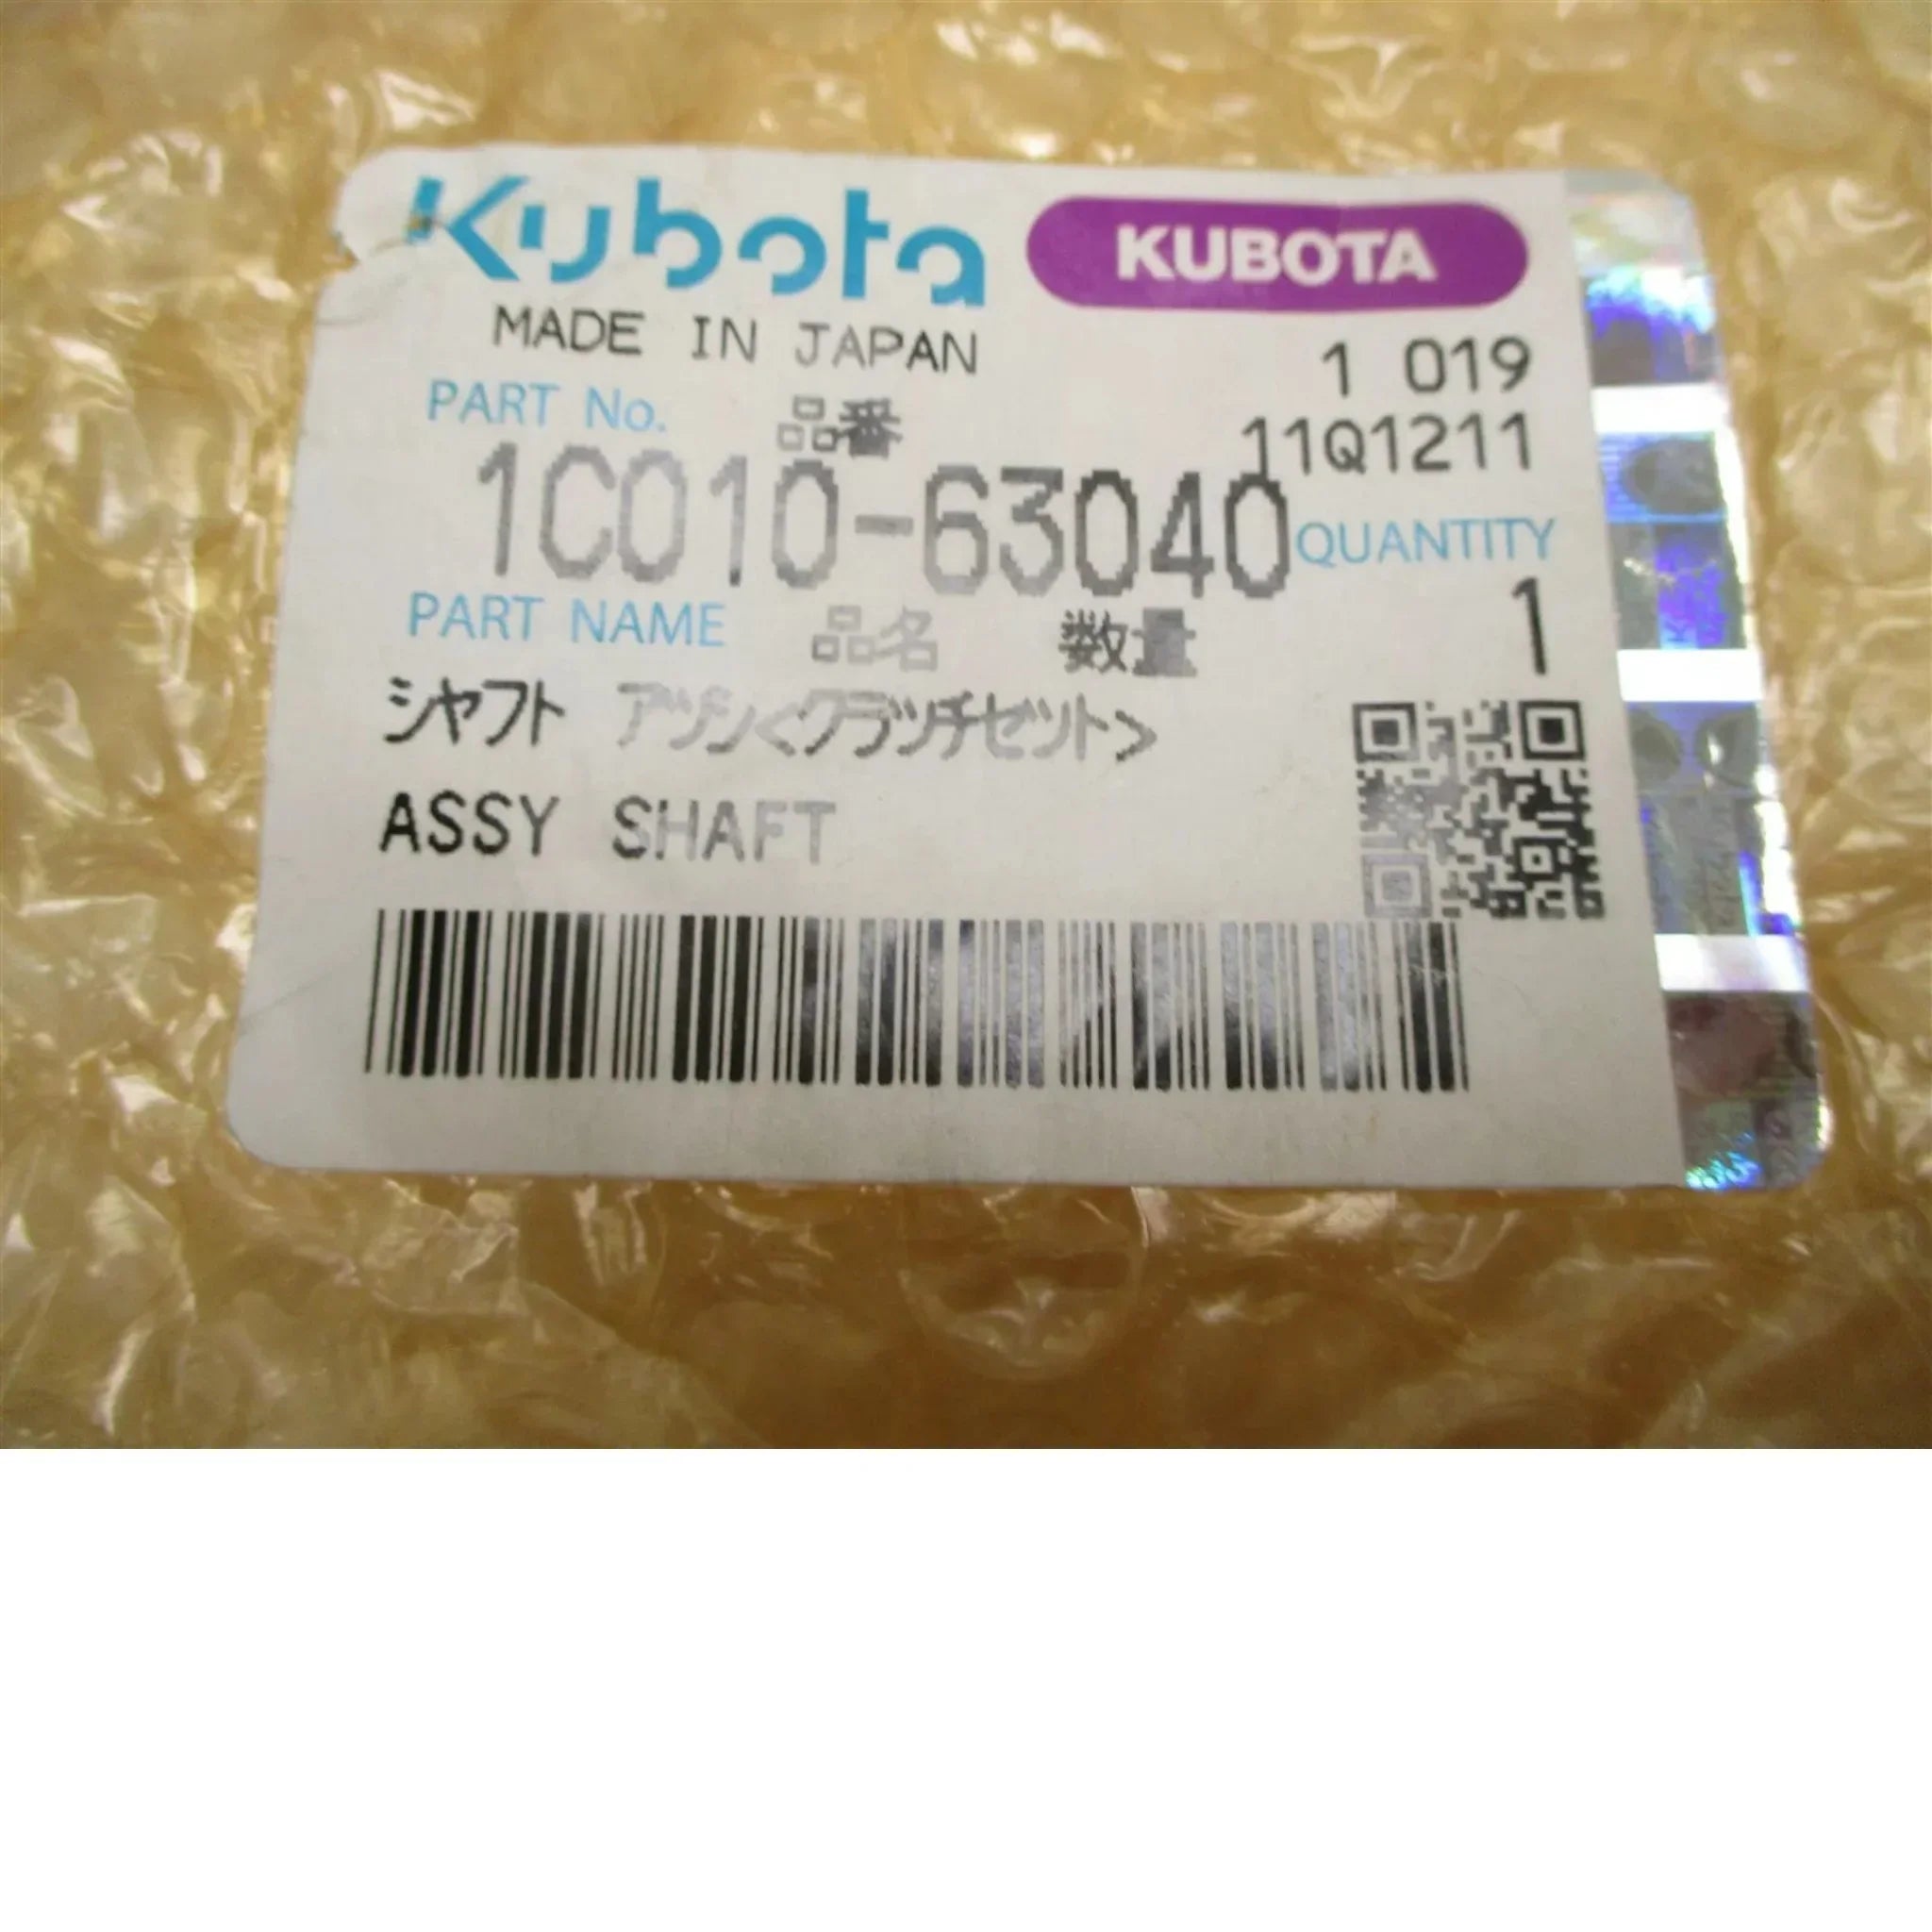 Kubota KUBOTA
MADE IN JAPAN
1 019
PART No. 品番
11Q1211
1C010-63040
QUANTITY
PART NAME 品名 数量
1
シヤフト アツシ<クラツチセツト>
ASSY SHAFT